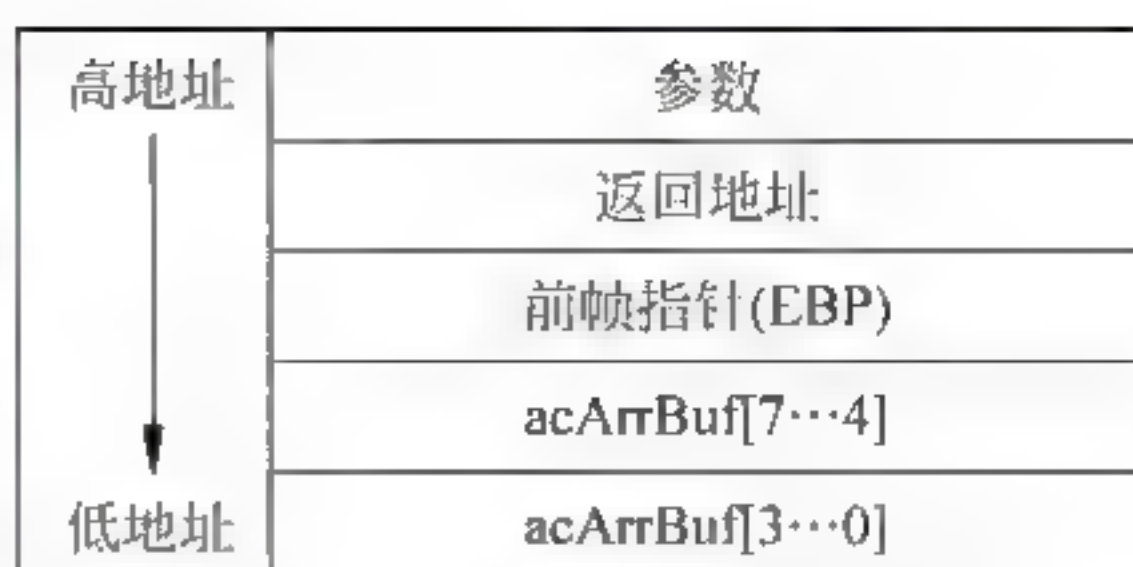 高地址
参数
返回地址
前帧指针(EBP)
acArrBuf[7…4]
低地址
acArrBuf[3…0]